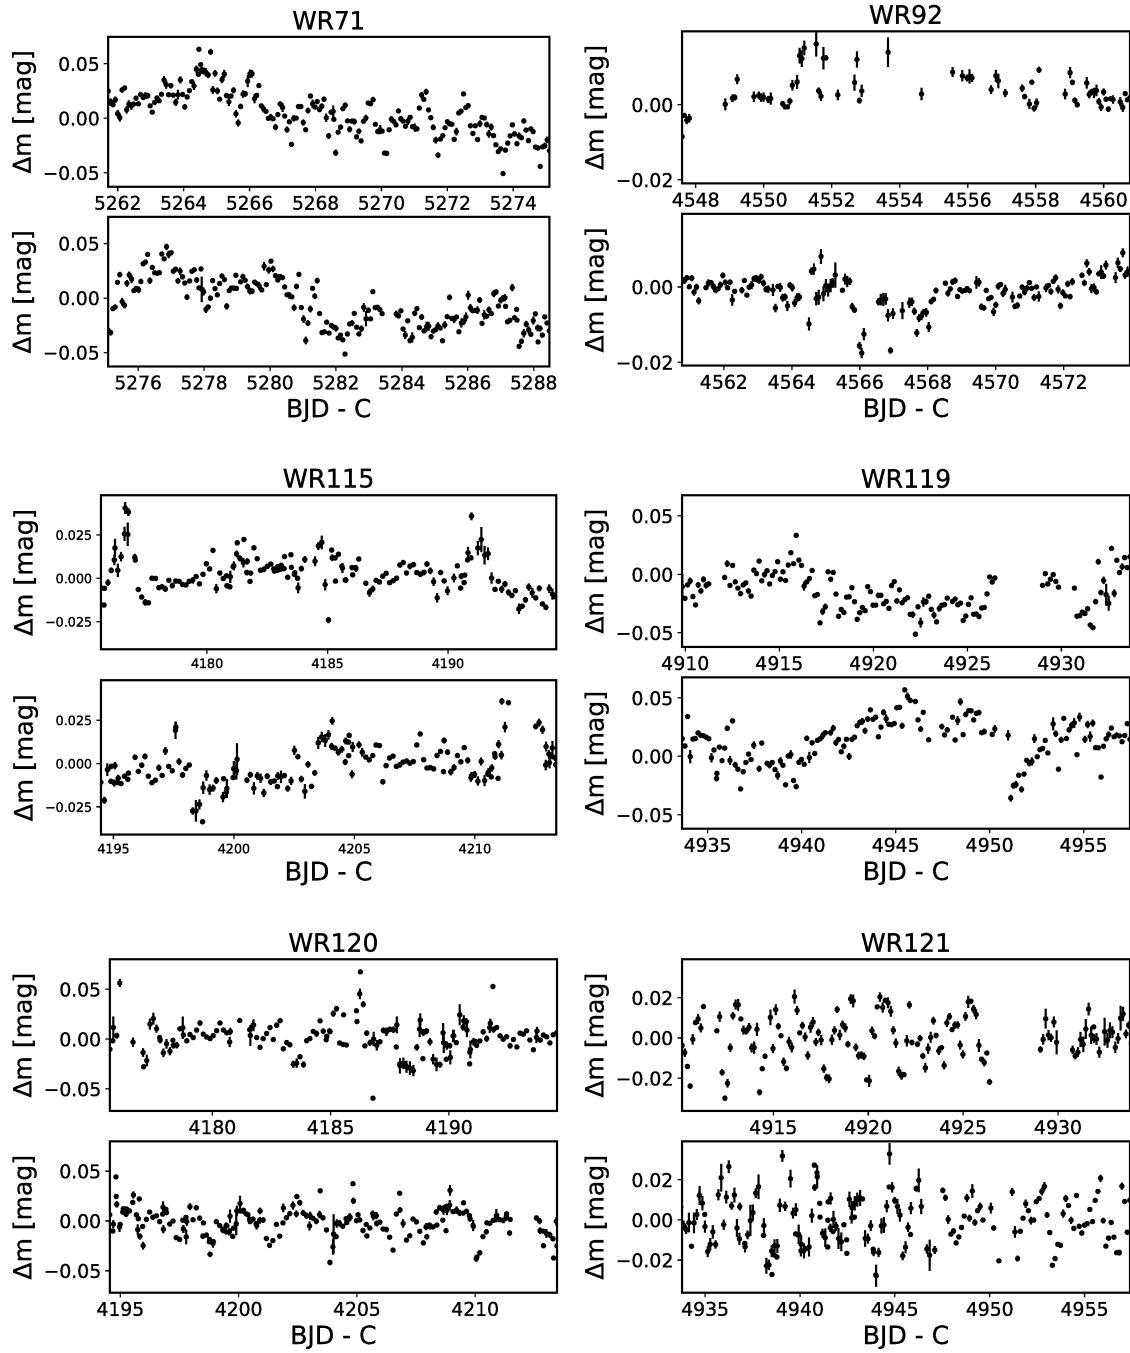 WR71
Δm [mag]
0.05
0.00
−0.05
5262 5264 5266 5268 5270 5272 5274
Δm [mag]
0.05
0.00
−0.05
5276 5278 5280 5282 5284 5286 5288
BJD - C
WR92
Δm [mag]
0.00
−0.02
4548 4550 4552 4554 4556 4558 4560
Δm [mag]
0.00
−0.02
4562 4564 4566 4568 4570 4572
BJD - C
WR115
Δm [mag]
0.025
0.000
−0.025
4180 4185 4190
Δm [mag]
0.025
0.000
−0.025
4195 4200 4205 4210
BJD - C
WR119
Δm [mag]
0.05
0.00
−0.05
4910 4915 4920 4925 4930
Δm [mag]
0.05
0.00
−0.05
4935 4940 4945 4950 4955
BJD - C
WR120
Δm [mag]
0.05
0.00
−0.05
4180 4185 4190
Δm [mag]
0.05
0.00
−0.05
4195 4200 4205 4210
BJD - C
WR121
Δm [mag]
0.02
0.00
−0.02
4915 4920 4925 4930
Δm [mag]
0.02
0.00
−0.02
4935 4940 4945 4950 4955
BJD - C